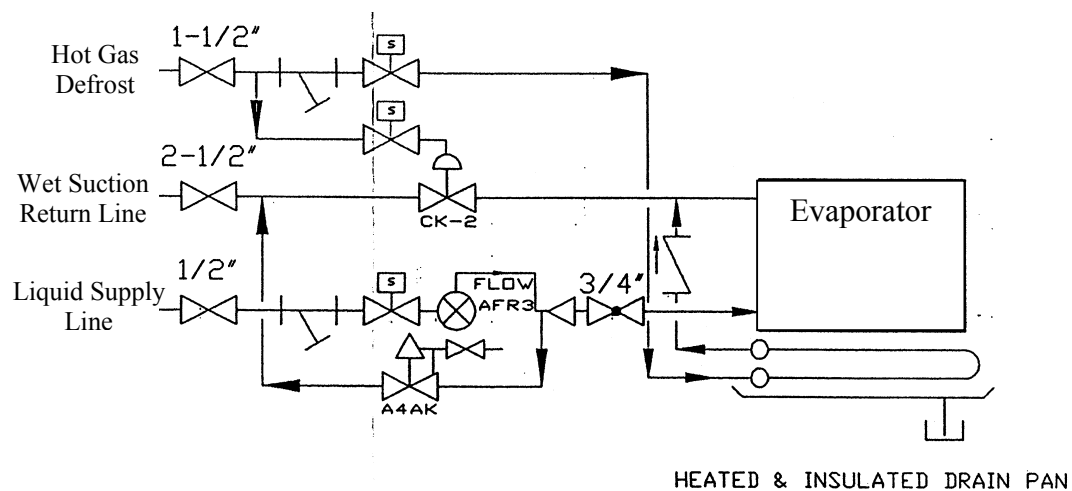 1-1/2"
Hot Gas
Defrost
S
S
2-1/2"
Wet Suction
Return Line
CK-2
Evaporator
1/2"
Liquid Supply
Line
S
FLOW
AFR3
3/4"
A4AK
HEATED & INSULATED DRAIN PAN